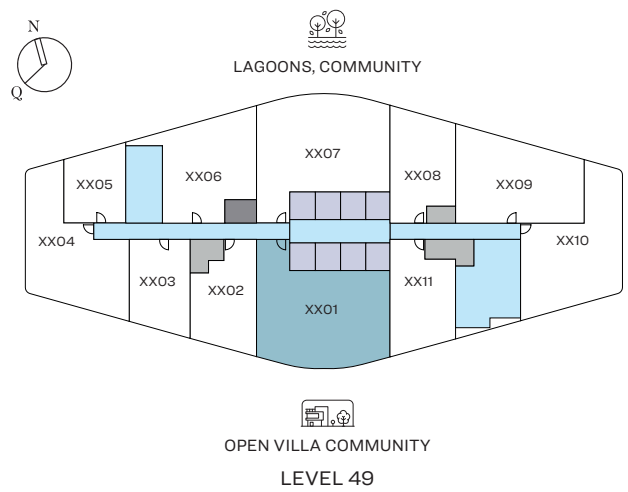 N
Q
LAGOONS, COMMUNITY
XX07
XX05
XX06
XX08
XX09
XX04
XX10
XX03
XX02
XX01
XX11
OPEN VILLA COMMUNITY
LEVEL 49